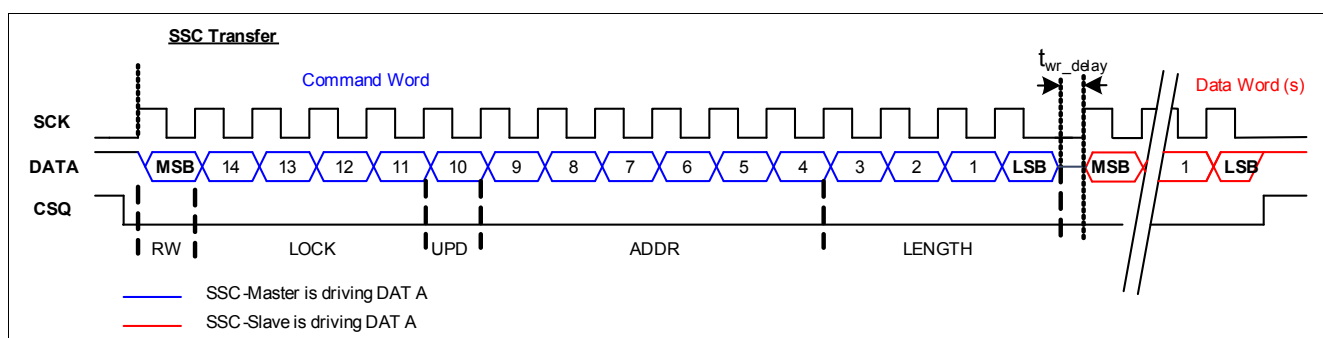 SSC Transfer
Command Word
t wr_delay
Data Word (s)
SCK
DATA MSB 14 13 12 11 10 9 8 7 6 5 4 3 2 1 LSB MSB 1 LSB
CSQ
RW LOCK UPD ADDR LENGTH
SSC-Master is driving DAT A
SSC-Slave is driving DAT A